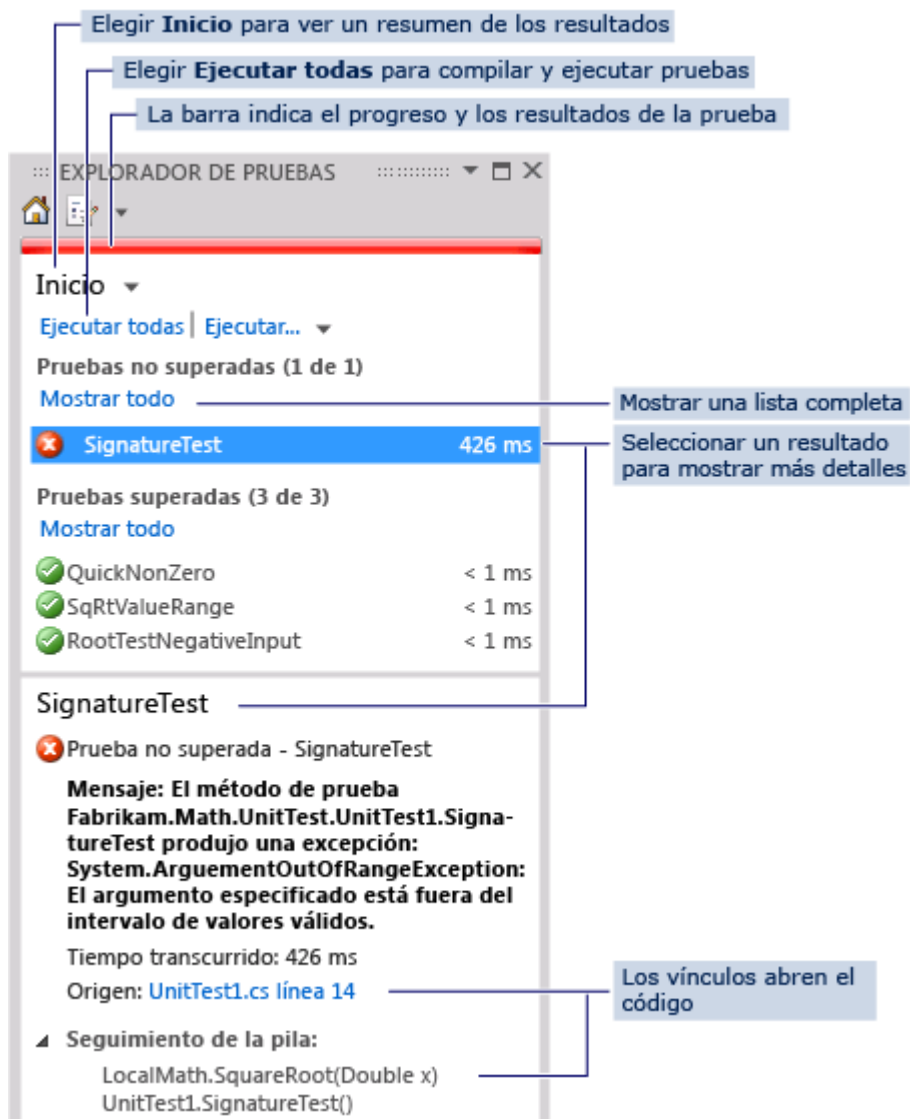 Elegir Inicio para ver un resumen de los resultados
Elegir Ejecutar todas para compilar y ejecutar pruebas
La barra indica el progreso y los resultados de la prueba
EXPLORADOR DE PRUEBAS
Inicio
Ejecutar todas | Ejecutar...
Pruebas no superadas (1 de 1)
Mostrar todo
Mostrar una lista completa
SignatureTest 426 ms
Seleccionar un resultado
para mostrar más detalles
Pruebas superadas (3 de 3)
Mostrar todo
QuickNonZero < 1 ms
SqRtValueRange < 1 ms
RootTestNegativeInput < 1 ms
SignatureTest
Prueba no superada - SignatureTest
Mensaje: El método de prueba
Fabrikam.Math.UnitTest.UnitTest1.Signa-
tureTest produjo una excepción:
System.ArguementOutOfRangeException:
El argumento especificado está fuera del
intervalo de valores válidos.
Tiempo transcurrido: 426 ms
Origen: UnitTest1.cs línea 14
Los vínculos abren el
código
Seguimiento de la pila:
LocalMath.SquareRoot(Double x)
UnitTest1.SignatureTest()